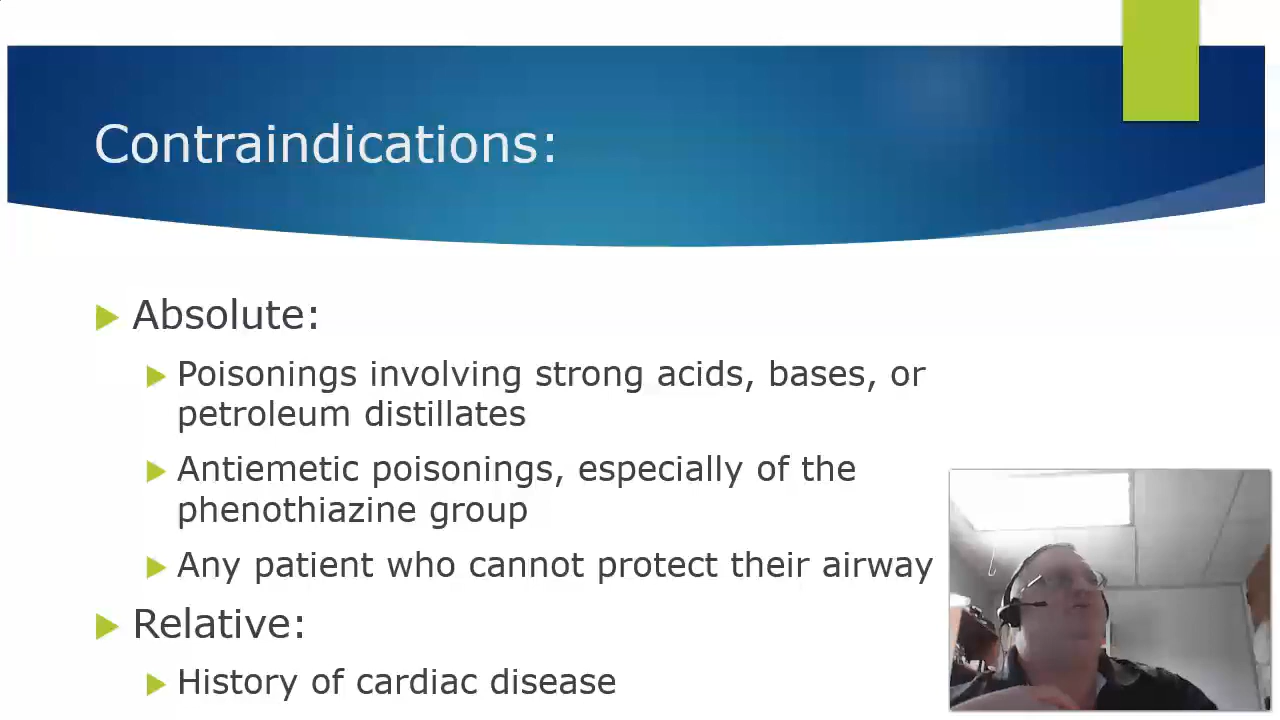 Contraindications:
Absolute:
Poisonings involving strong acids, bases, or
petroleum distillates
Antiemetic poisonings, especially of the
phenothiazine group
Any patient who cannot protect their airway
Relative:
History of cardiac disease